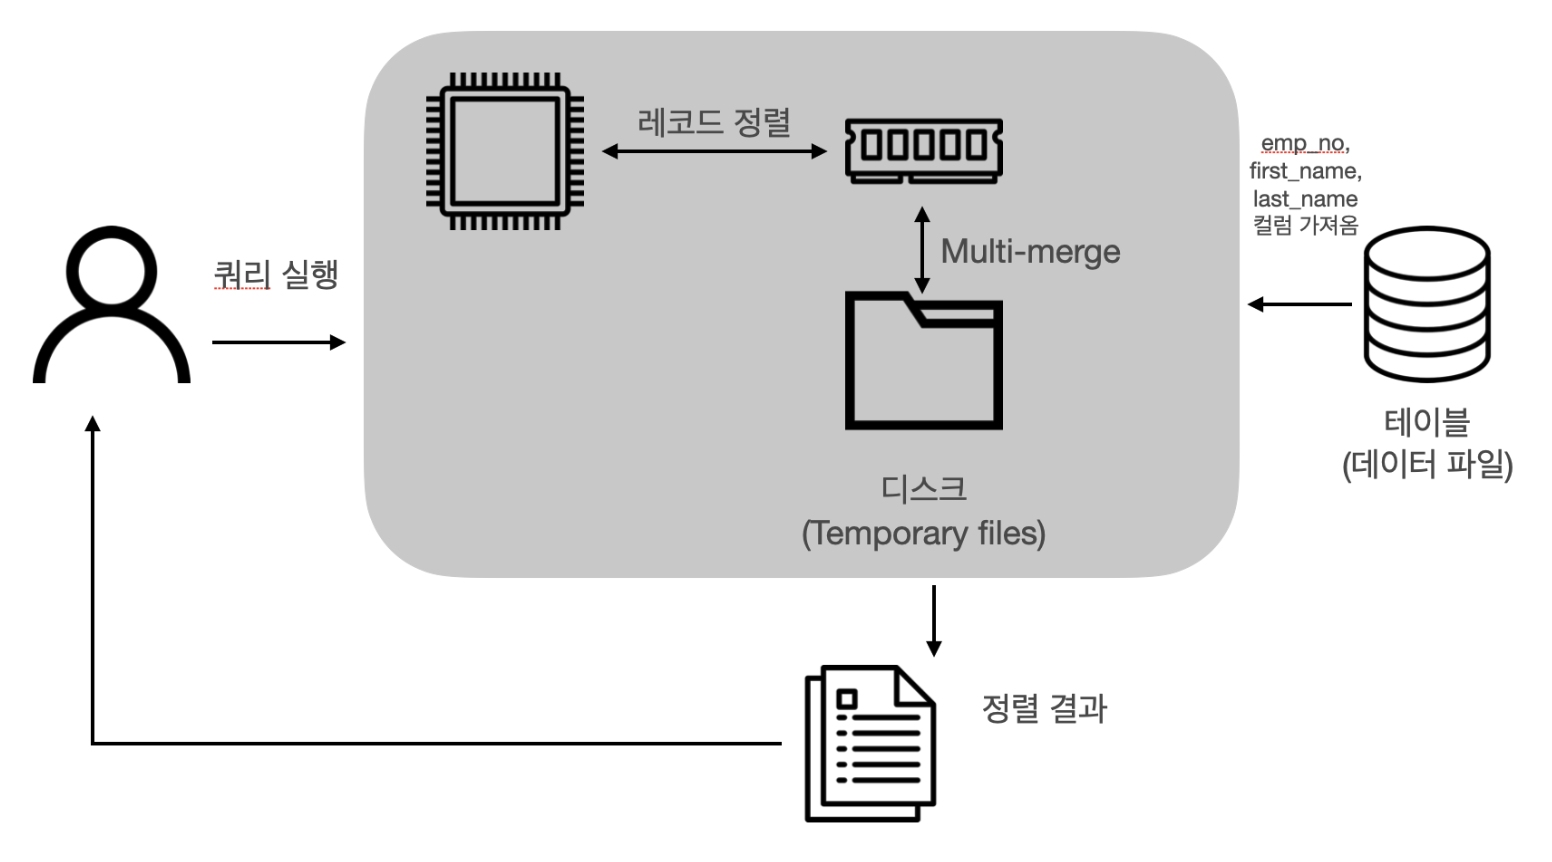 레코드 정렬
emp_no,
first_name,
last_name
컬럼 가져옴
쿼리 실행
Multi-merge
테이블
(데이터 파일)
디스크
(Temporary files)
정렬 결과